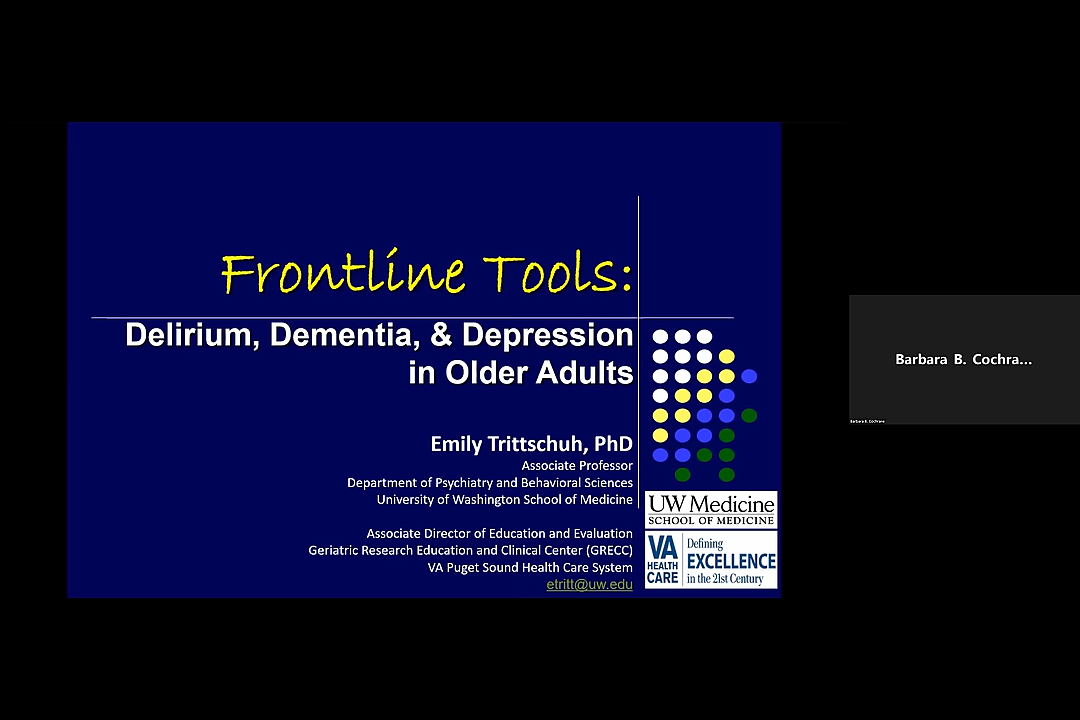 Frontline Tools:
Delirium, Dementia, & Depression
in Older Adults
Emily Trittschuh, PhD
Associate Professor
Department of Psychiatry and Behavioral Sciences
University of Washington School of Medicine
Associate Director of Education and Evaluation
Geriatric Research Education and Clinical Center (GRECC)
VA Puget Sound Health Care System
etritt@uw.edu
UW Medicine
SCHOOL OF MEDICINE
VA
HEALTH
CARE
Defining
EXCELLENCE
in the 21st Century
Barbara B. Cochra...
Barbara B. Cochrane